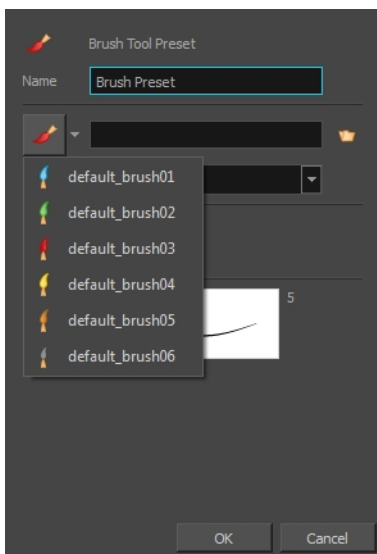 Brush Tool Preset
Name
Brush Preset
default_brush01
default_brush02
default_brush03
default_brush04
default_brush05
default_brush06
5
OK
Cancel